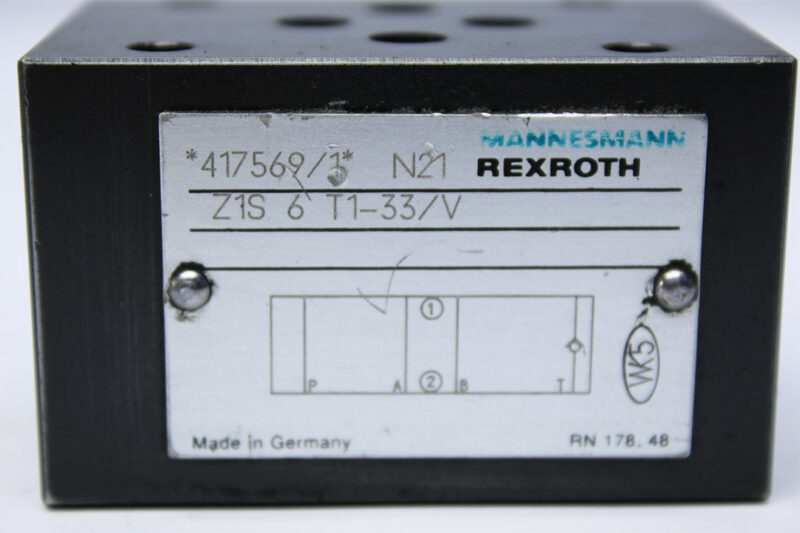 MANNESMANN
*417569/1* N21 REXROTH
Z1S 6 T1-33/V
1
P A 2 B T
WK5
Made in Germany RN 178. 48